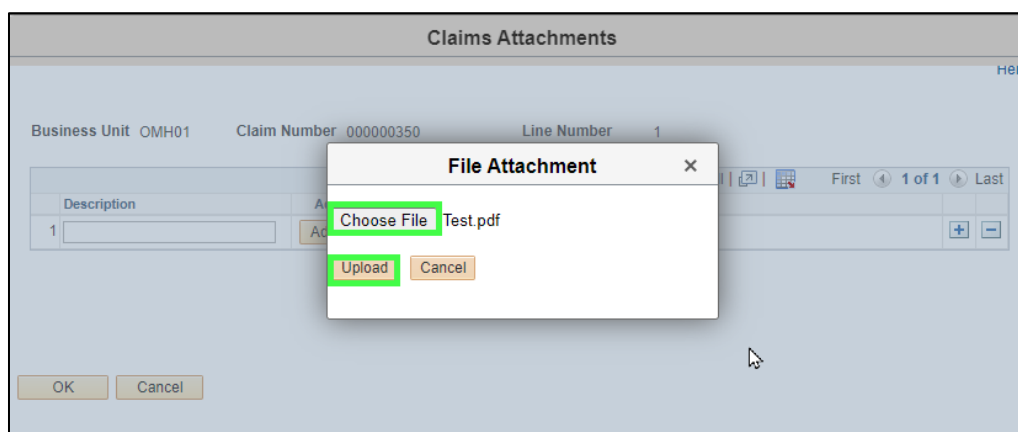 Claims Attachments
Business Unit OMH01 Claim Number 000000350 Line Number 1
File Attachment
First 1 of 1 Last
Description
Choose File Test.pdf
1
Upload Cancel
OK Cancel